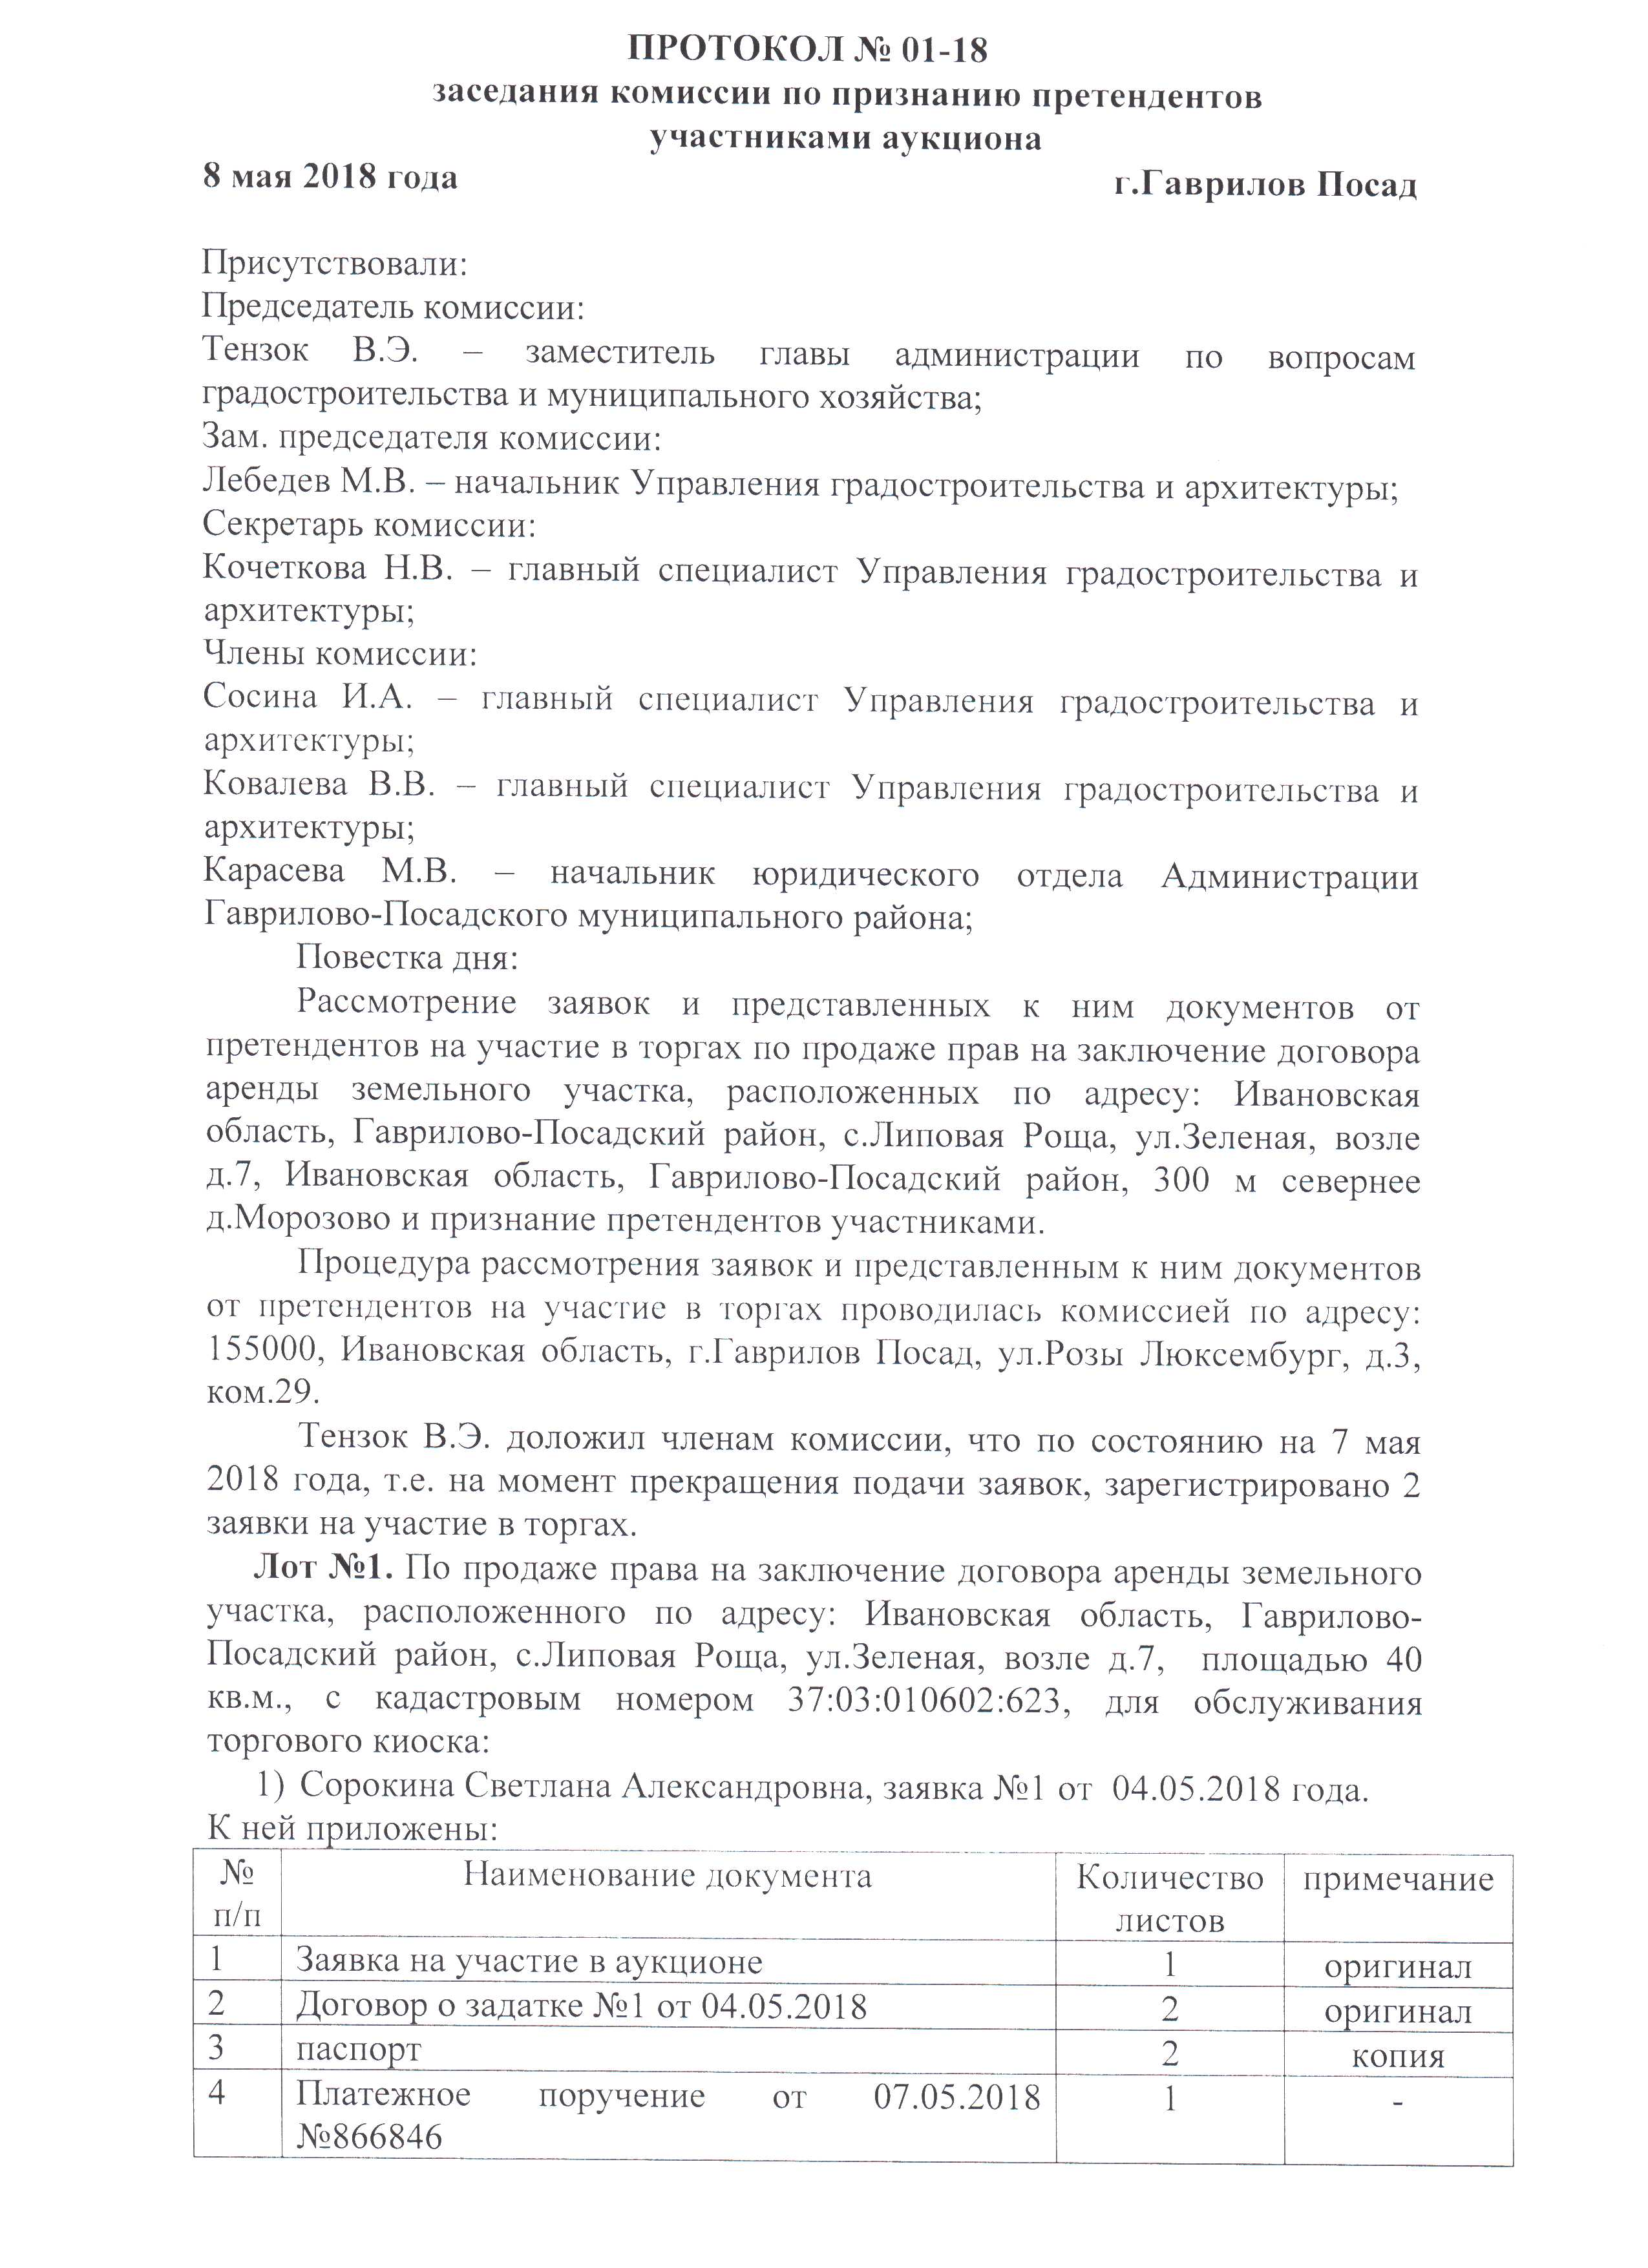 ПРОТОКОЛ № 01-18
заседания комиссии по признанию претендентов
участниками аукциона
8 мая 2018 года г.Гаврилов Посад
Присутствовали:
Председатель комиссии:
Тензок В.Э. – заместитель главы администрации по вопросам
градостроительства и муниципального хозяйства;
Зам. председателя комиссии:
Лебедев М.В. – начальник Управления градостроительства и архитектуры;
Секретарь комиссии:
Кочеткова Н.В. – главный специалист Управления градостроительства и
архитектуры;
Члены комиссии:
Сосина И.А. – главный специалист Управления градостроительства и
архитектуры;
Ковалева В.В. – главный специалист Управления градостроительства и
архитектуры;
Карасева М.В. – начальник юридического отдела Администрации
Гаврилово-Посадского муниципального района;
Повестка дня:
Рассмотрение заявок и представленных к ним документов от
претендентов на участие в торгах по продаже прав на заключение договора
аренды земельного участка, расположенных по адресу: Ивановская
область, Гаврилово-Посадский район, с.Липовая Роща, ул.Зеленая, возле
д.7, Ивановская область, Гаврилово-Посадский район, 300 м севернее
д.Морозово и признание претендентов участниками.
Процедура рассмотрения заявок и представленным к ним документов
от претендентов на участие в торгах проводилась комиссией по адресу:
155000, Ивановская область, г.Гаврилов Посад, ул.Розы Люксембург, д.3,
ком.29.
Тензок В.Э. доложил членам комиссии, что по состоянию на 7 мая
2018 года, т.е. на момент прекращения подачи заявок, зарегистрировано 2
заявки на участие в торгах.
Лот №1. По продаже права на заключение договора аренды земельного
участка, расположенного по адресу: Ивановская область, Гаврилово-
Посадский район, с.Липовая Роща, ул.Зеленая, возле д.7, площадью 40
кв.м., с кадастровым номером 37:03:010602:623, для обслуживания
торгового киоска:
1) Сорокина Светлана Александровна, заявка №1 от 04.05.2018 года.
К ней приложены:
№ Наименование документа Количество примечание
п/п листов
1 Заявка на участие в аукционе 1 оригинал
2 Договор о задатке №1 от 04.05.2018 2 оригинал
3 паспорт 2 копия
4 Платежное поручение от 07.05.2018 1 -
№866846